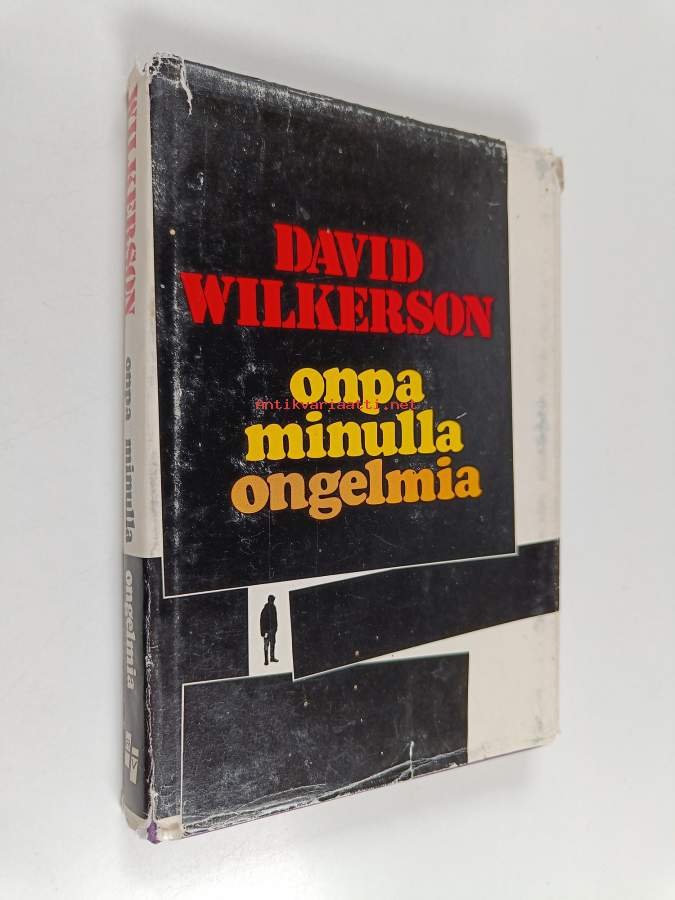 DAVID
WILKERSON
onpa
Antikvariaatti.net
minulla
ongelmia
WILKERSON onpa minulla ongelmia